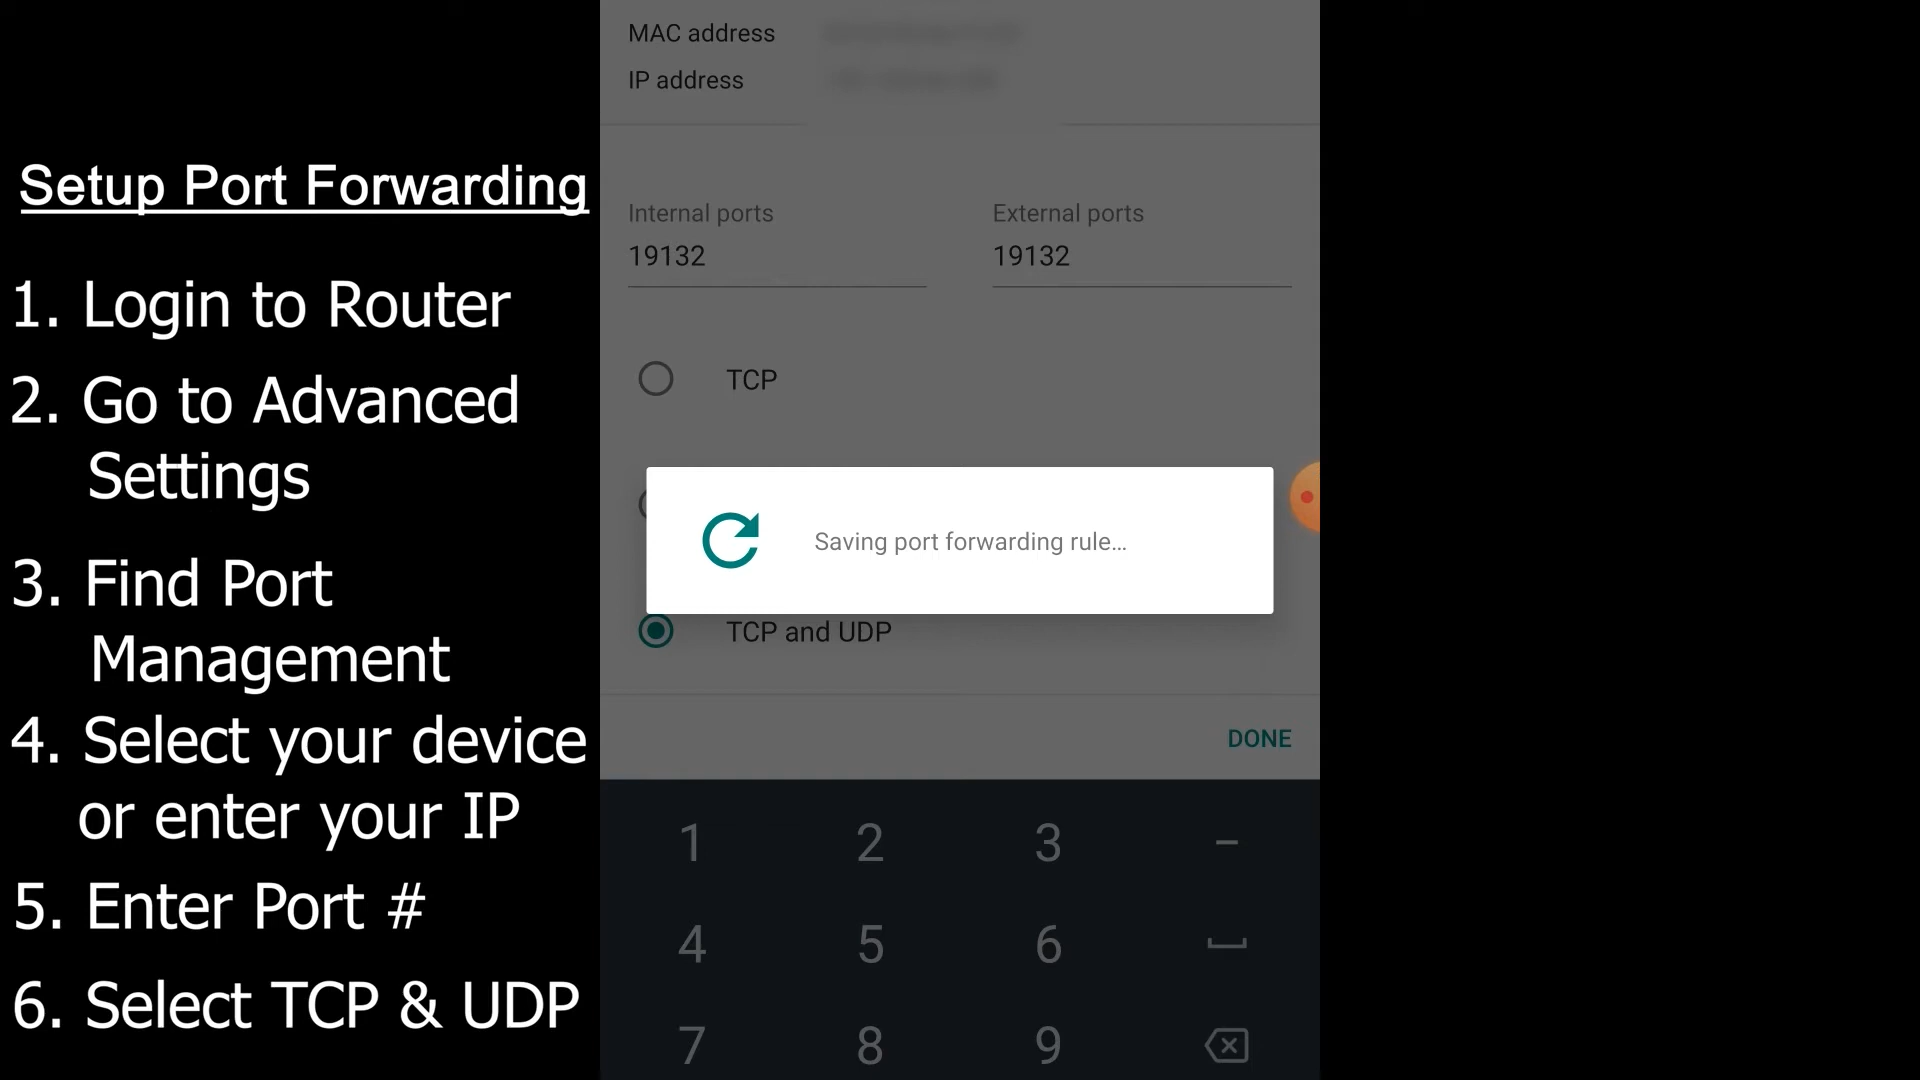 Setup Port Forwarding
1. Login to Router
2. Go to Advanced
Settings
3. Find Port
Management
4. Select your device
or enter your IP
5. Enter Port #
6. Select TCP & UDP
MAC address
IP address
Internal ports
External ports
19132
19132
TCP
Saving port forwarding rule...
TCP and UDP
DONE
1 2 3 –
4 5 6
7 8 9